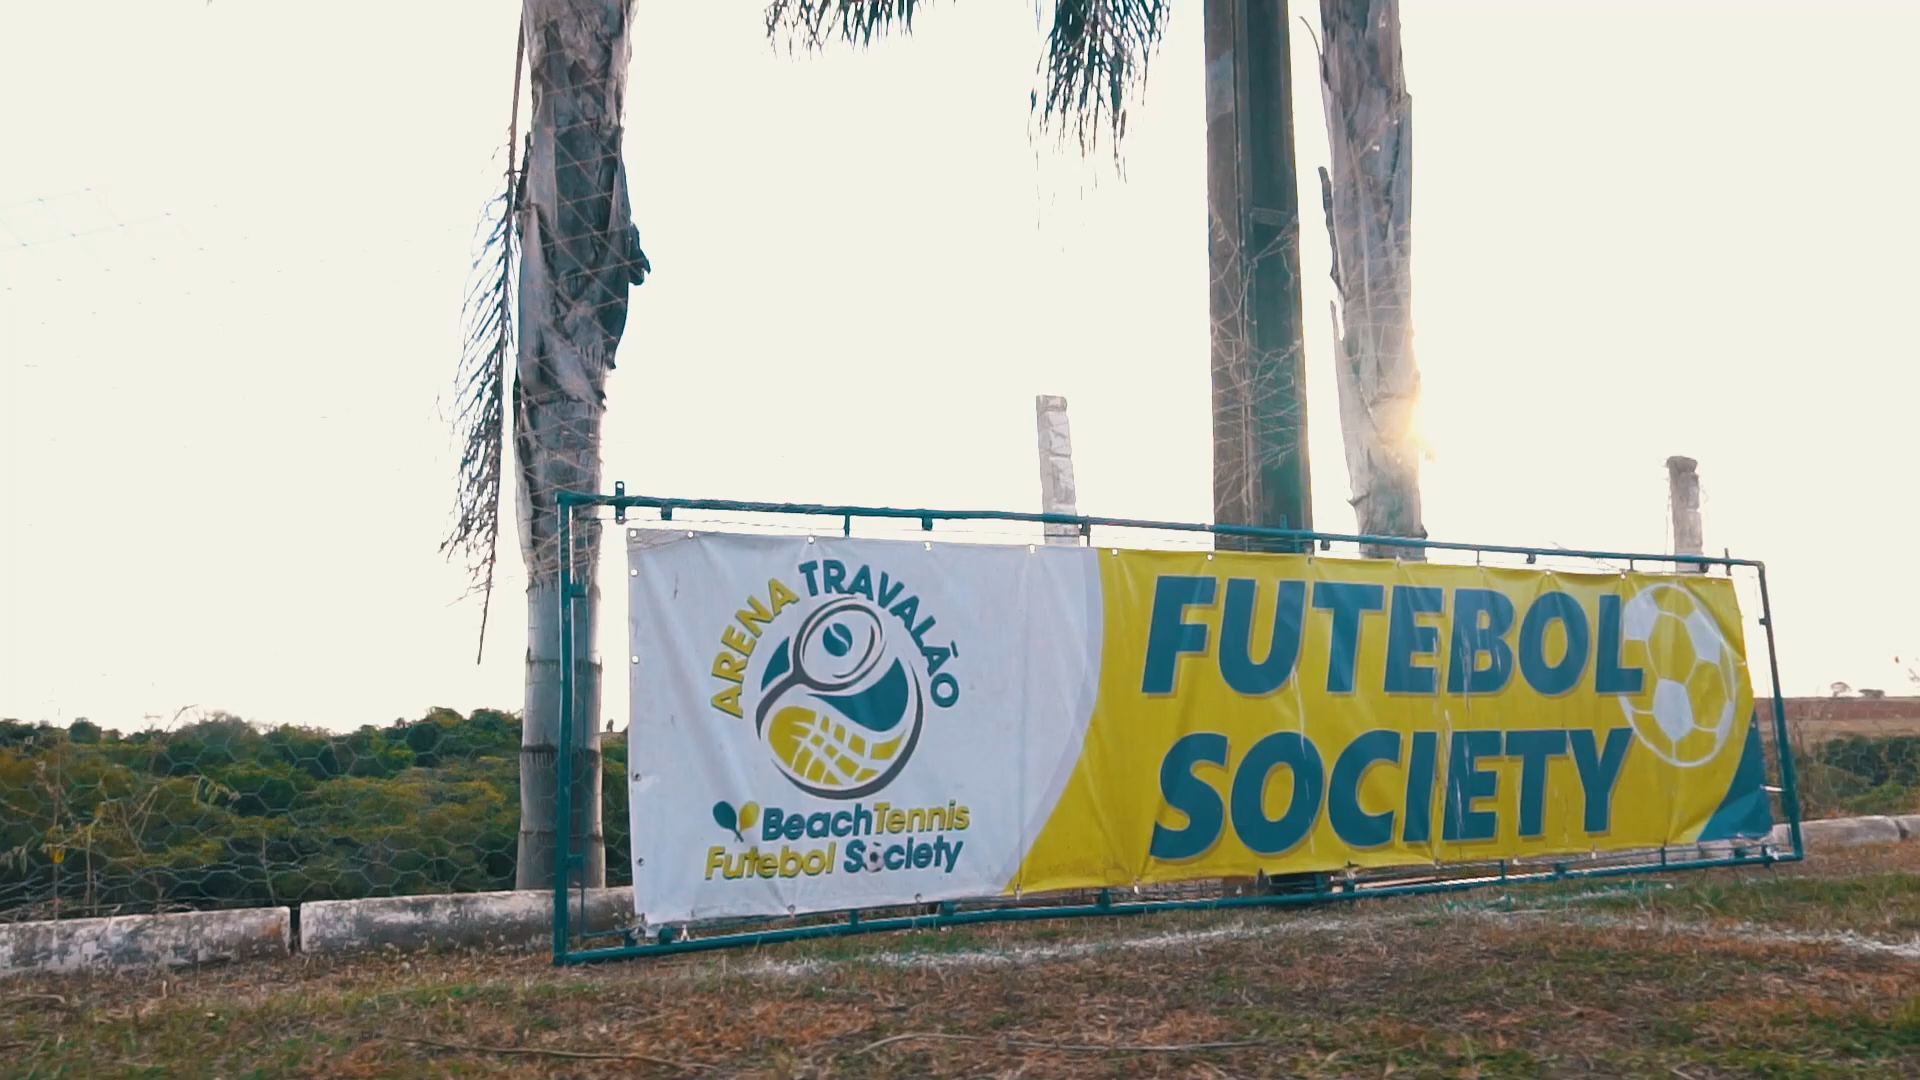 ARENA TRAVALÃO
BeachTennis
Futebol Society
FUTEBOL
SOCIETY